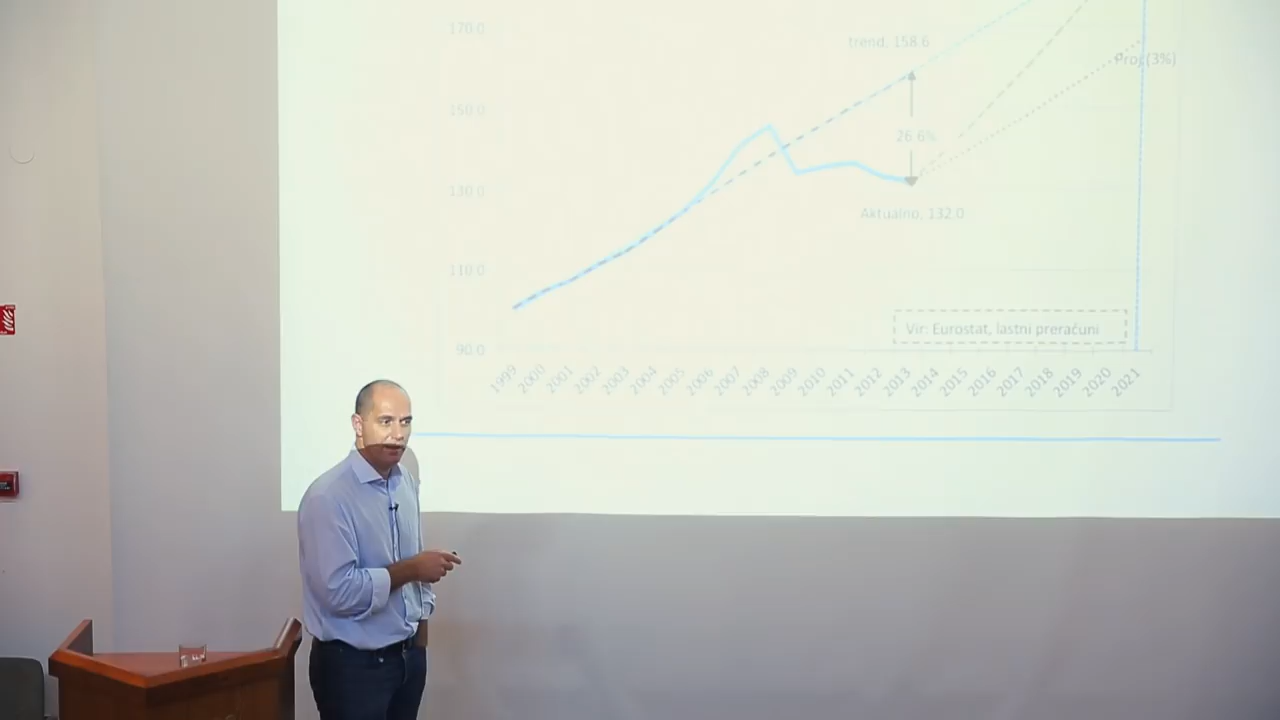 170.0
trend, 158.6
Proj (3%)
150.0
26.6%
130.0
Aktualno, 132.0
110.0
Vir: Eurostat, lastni preračuni
90.0
1999 2000 2001 2002 2003 2004 2005 2006 2007 2008 2009 2010 2011 2012 2013 2014 2015 2016 2017 2018 2019 2020 2021